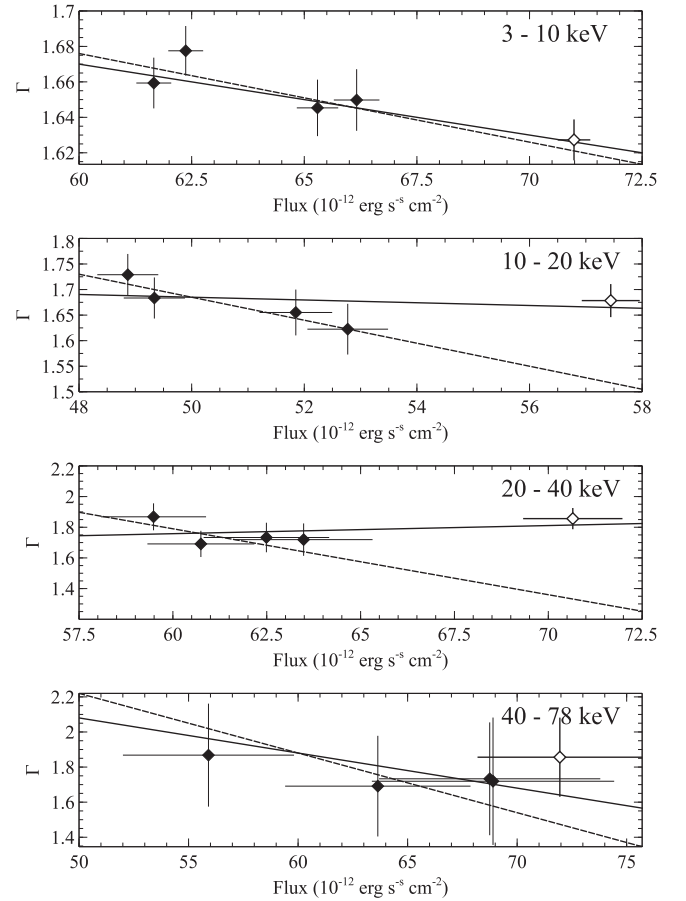 1.7
1.68
1.66
1.64
1.62
Γ
3 - 10 keV
60 62.5 65 67.5 70 72.5
Flux (10⁻¹² erg s⁻ˢ cm⁻²)
1.8
1.75
1.7
1.65
1.6
1.55
1.5
Γ
10 - 20 keV
48 50 52 54 56 58
Flux (10⁻¹² erg s⁻ˢ cm⁻²)
2.2
2
1.8
1.6
1.4
Γ
20 - 40 keV
57.5 60 62.5 65 67.5 70 72.5
Flux (10⁻¹² erg s⁻ˢ cm⁻²)
2.2
2
1.8
1.6
1.4
Γ
40 - 78 keV
50 55 60 65 70 75
Flux (10⁻¹² erg s⁻ˢ cm⁻²)